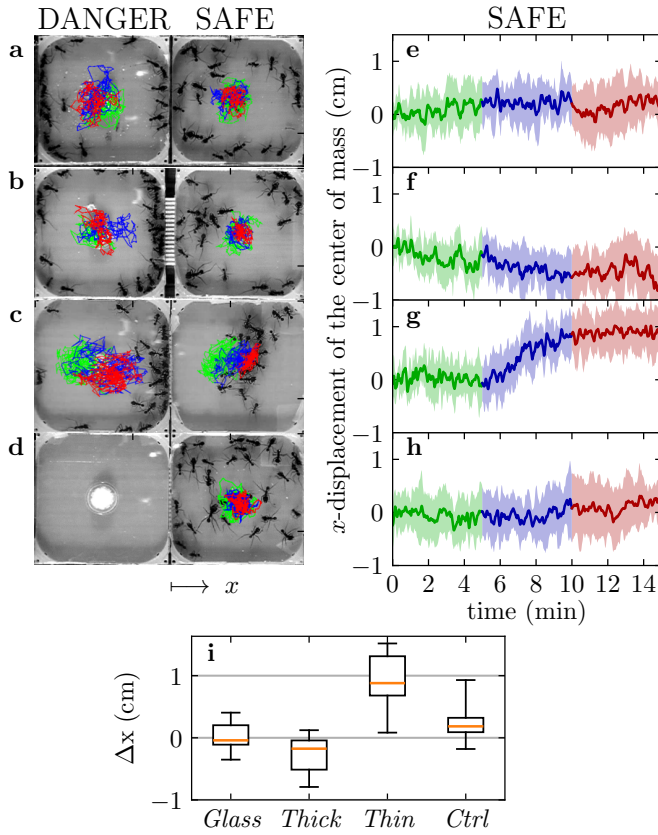 DANGER SAFE
SAFE
a
b
c
d
x
x-displacement of the center of mass (cm)
e
1
0
−1
f
0
−1
g
1
0
−1
h
1
0
−1
0 2 4 6 8 10 12 14
time (min)
i
Δx (cm)
1
0
−1
Glass Thick Thin Ctrl